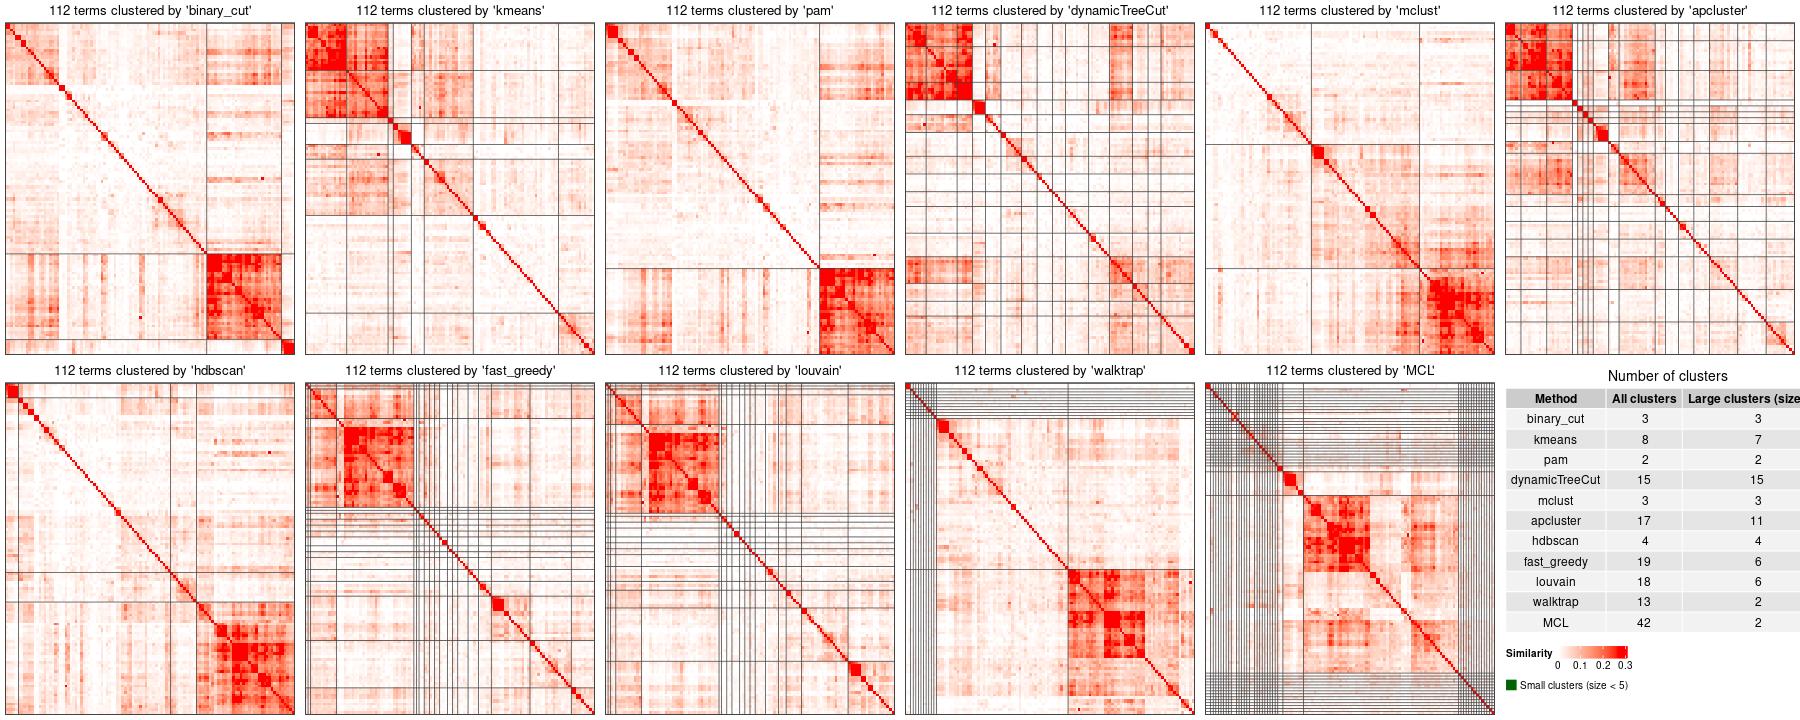 112 terms clustered by 'binary_cut'
112 terms clustered by 'kmeans'
112 terms clustered by 'pam'
112 terms clustered by 'dynamicTreeCut'
112 terms clustered by 'mclust'
112 terms clustered by 'apcluster'
112 terms clustered by 'hdbscan'
112 terms clustered by 'fast_greedy'
112 terms clustered by 'louvain'
112 terms clustered by 'walktrap'
112 terms clustered by 'MCL'
Number of clusters
Method All clusters Large clusters (size
binary_cut 3 3
kmeans 8 7
pam 2 2
dynamicTreeCut 15 15
mclust 3 3
apcluster 17 11
hdbscan 4 4
fast_greedy 19 6
louvain 18 6
walktrap 13 2
MCL 42 2
Similarity
0 0.1 0.2 0.3
Small clusters (size < 5)